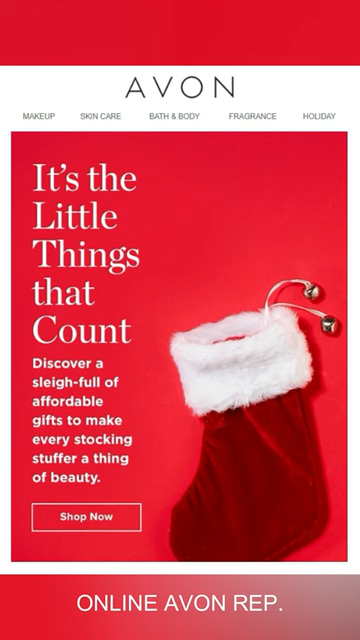 AVON
MAKEUP SKIN CARE BATH & BODY FRAGRANCE HOLIDAY
It's the
Little
Things
that
Count
Discover a
sleigh-full of
affordable
gifts to make
every stocking
stuffer a thing
of beauty.
Shop Now
ONLINE AVON REP.